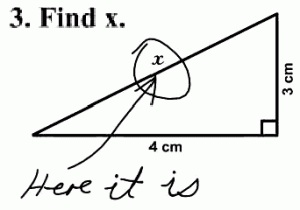 3. Find x.
x
3 cm
4 cm
Here it is